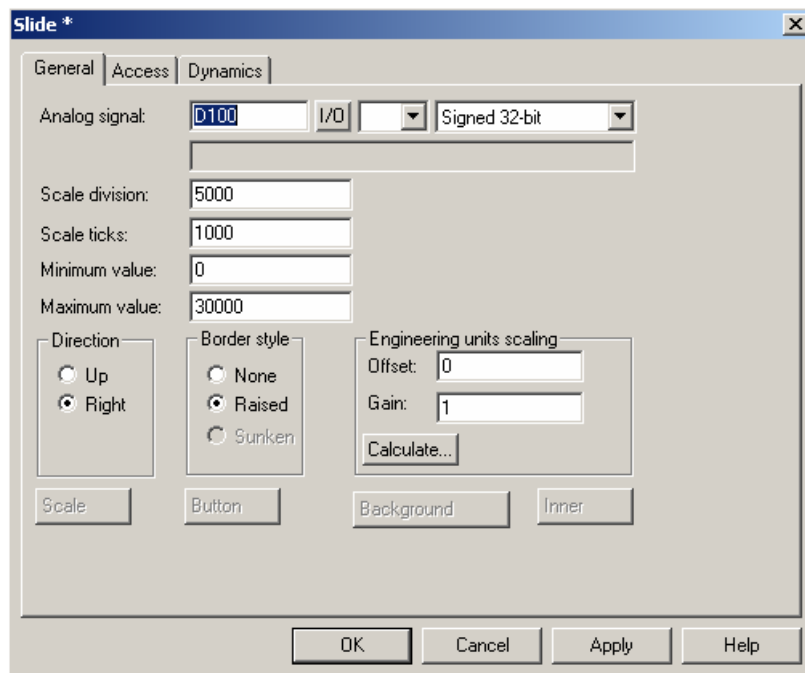 Slide *
General Access Dynamics
Analog signal: D100 I/O Signed 32-bit
Scale division: 5000
Scale ticks: 1000
Minimum value: 0
Maximum value: 30000
Direction Border style Engineering units scaling
Up None Offset: 0
Right Raised Gain: 1
Sunken Calculate...
Scale Button Background Inner
OK Cancel Apply Help